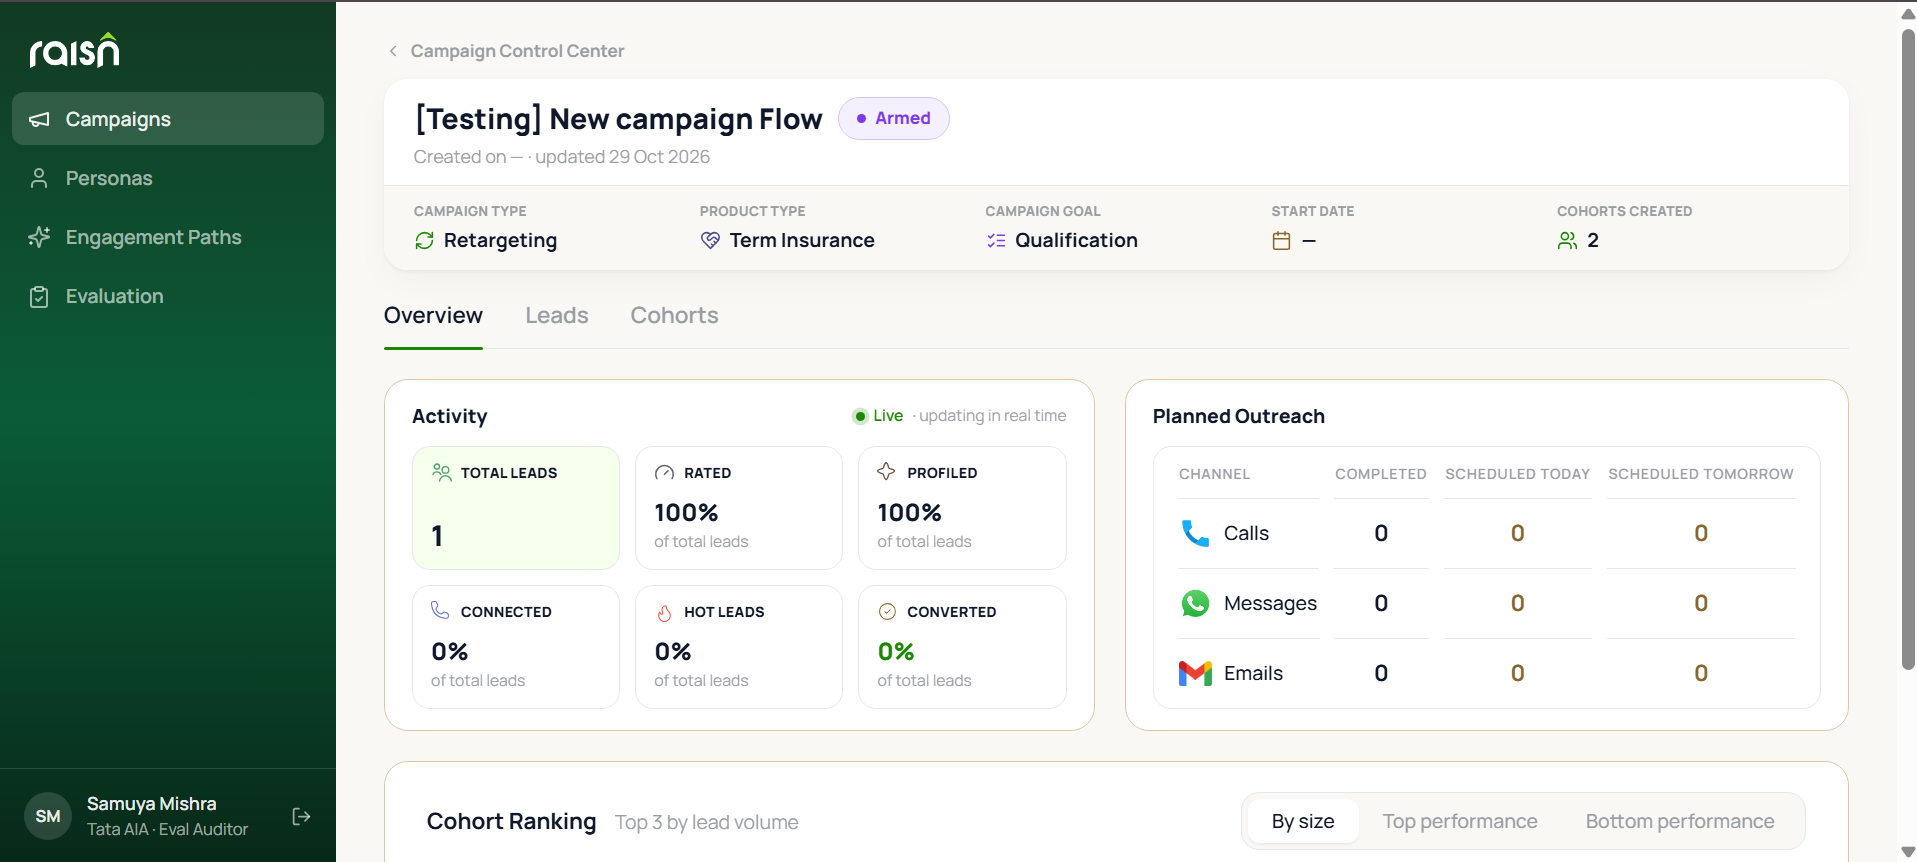 raisn
Campaigns
Personas
Engagement Paths
Evaluation
SM
Samuya Mishra
Tata AIA · Eval Auditor
Campaign Control Center
[Testing] New campaign Flow
Armed
Created on — · updated 29 Oct 2026
CAMPAIGN TYPE
Retargeting
PRODUCT TYPE
Term Insurance
CAMPAIGN GOAL
Qualification
START DATE
—
COHORTS CREATED
2
Overview
Leads
Cohorts
Activity
Live · updating in real time
TOTAL LEADS
1
RATED
100%
of total leads
PROFILED
100%
of total leads
CONNECTED
0%
of total leads
HOT LEADS
0%
of total leads
CONVERTED
0%
of total leads
Planned Outreach
CHANNEL COMPLETED SCHEDULED TODAY SCHEDULED TOMORROW
Calls 0 0 0
Messages 0 0 0
Emails 0 0 0
Cohort Ranking Top 3 by lead volume
By size Top performance Bottom performance